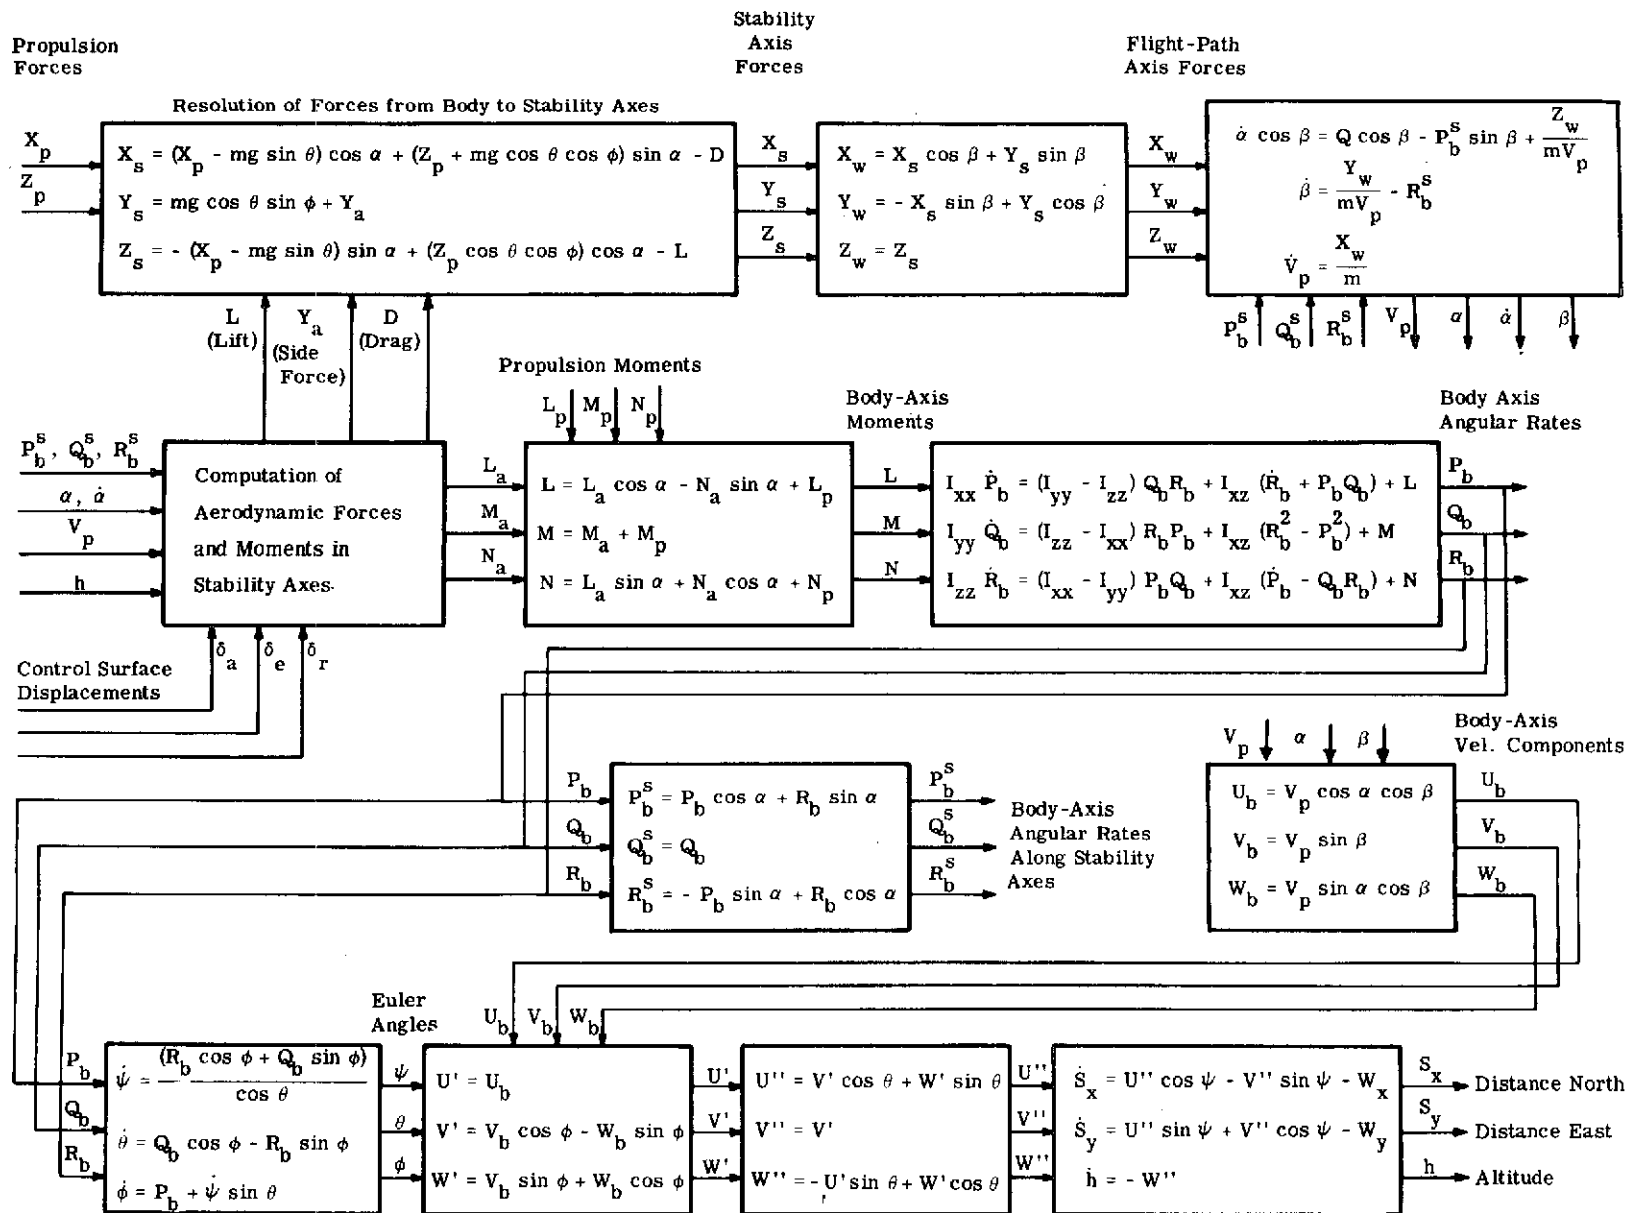 Propulsion
Forces
Stability
Axis
Forces
Flight-Path
Axis Forces
Resolution of Forces from Body to Stability Axes
X_p
Z_p
X_s = (X_p - mg sin θ) cos α + (Z_p + mg cos θ cos ϕ) sin α - D
Y_s = mg cos θ sin ϕ + Y_a
Z_s = - (X_p - mg sin θ) sin α + (Z_p cos θ cos ϕ) cos α - L
X_s
Y_s
Z_s
X_w = X_s cos β + Y_s sin β
Y_w = - X_s sin β + Y_s cos β
Z_w = Z_s
X_w
Y_w
Z_w
α̇ cos β = Q cos β - P_b^s sin β + Z_w / mV_p
β̇ = Y_w / mV_p - R_b^s
V̇_p = X_w / m
L
(Lift)
Y_a
(Side
Force)
D
(Drag)
P_b^s Q_b^s R_b^s V_p α α̇ β
Propulsion Moments
L_p M_p N_p
Body-Axis
Moments
Body Axis
Angular Rates
P_b^s, Q_b^s, R_b^s
α, α̇
V_p
h
Computation of
Aerodynamic Forces
and Moments in
Stability Axes.
L_a
M_a
N_a
L = L_a cos α - N_a sin α + L_p
M = M_a + M_p
N = L_a sin α + N_a cos α + N_p
L
M
N
I_xx Ṗ_b = (I_yy - I_zz) Q_b R_b + I_xz (Ṙ_b + P_b Q_b) + L
I_yy Q̇_b = (I_zz - I_xx) R_b P_b + I_xz (R_b^2 - P_b^2) + M
I_zz Ṙ_b = (I_xx - I_yy) P_b Q_b + I_xz (Ṗ_b - Q_b R_b) + N
P_b
Q_b
R_b
δ_a δ_e δ_r
Control Surface
Displacements
P_b
Q_b
R_b
P_b^s = P_b cos α + R_b sin α
Q_b^s = Q_b
R_b^s = - P_b sin α + R_b cos α
P_b^s
Q_b^s
R_b^s
Body-Axis
Angular Rates
Along Stability
Axes
V_p α β
Body-Axis
Vel. Components
U_b = V_p cos α cos β
V_b = V_p sin β
W_b = V_p sin α cos β
U_b
V_b
W_b
Euler
Angles
U_b V_b W_b
P_b
Q_b
R_b
ψ̇ = (R_b cos ϕ + Q_b sin ϕ) / cos θ
θ̇ = Q_b cos ϕ - R_b sin ϕ
ϕ̇ = P_b + ψ̇ sin θ
ψ
θ
ϕ
U' = U_b
V' = V_b cos ϕ - W_b sin ϕ
W' = V_b sin ϕ + W_b cos ϕ
U'
V'
W'
U'' = V' cos θ + W' sin θ
V'' = V'
W'' = - U' sin θ + W' cos θ
U''
V''
W''
Ṡ_x = U'' cos ψ - V'' sin ψ - W_x
Ṡ_y = U'' sin ψ + V'' cos ψ - W_y
ḣ = - W''
S_x
Distance North
S_y
Distance East
h
Altitude